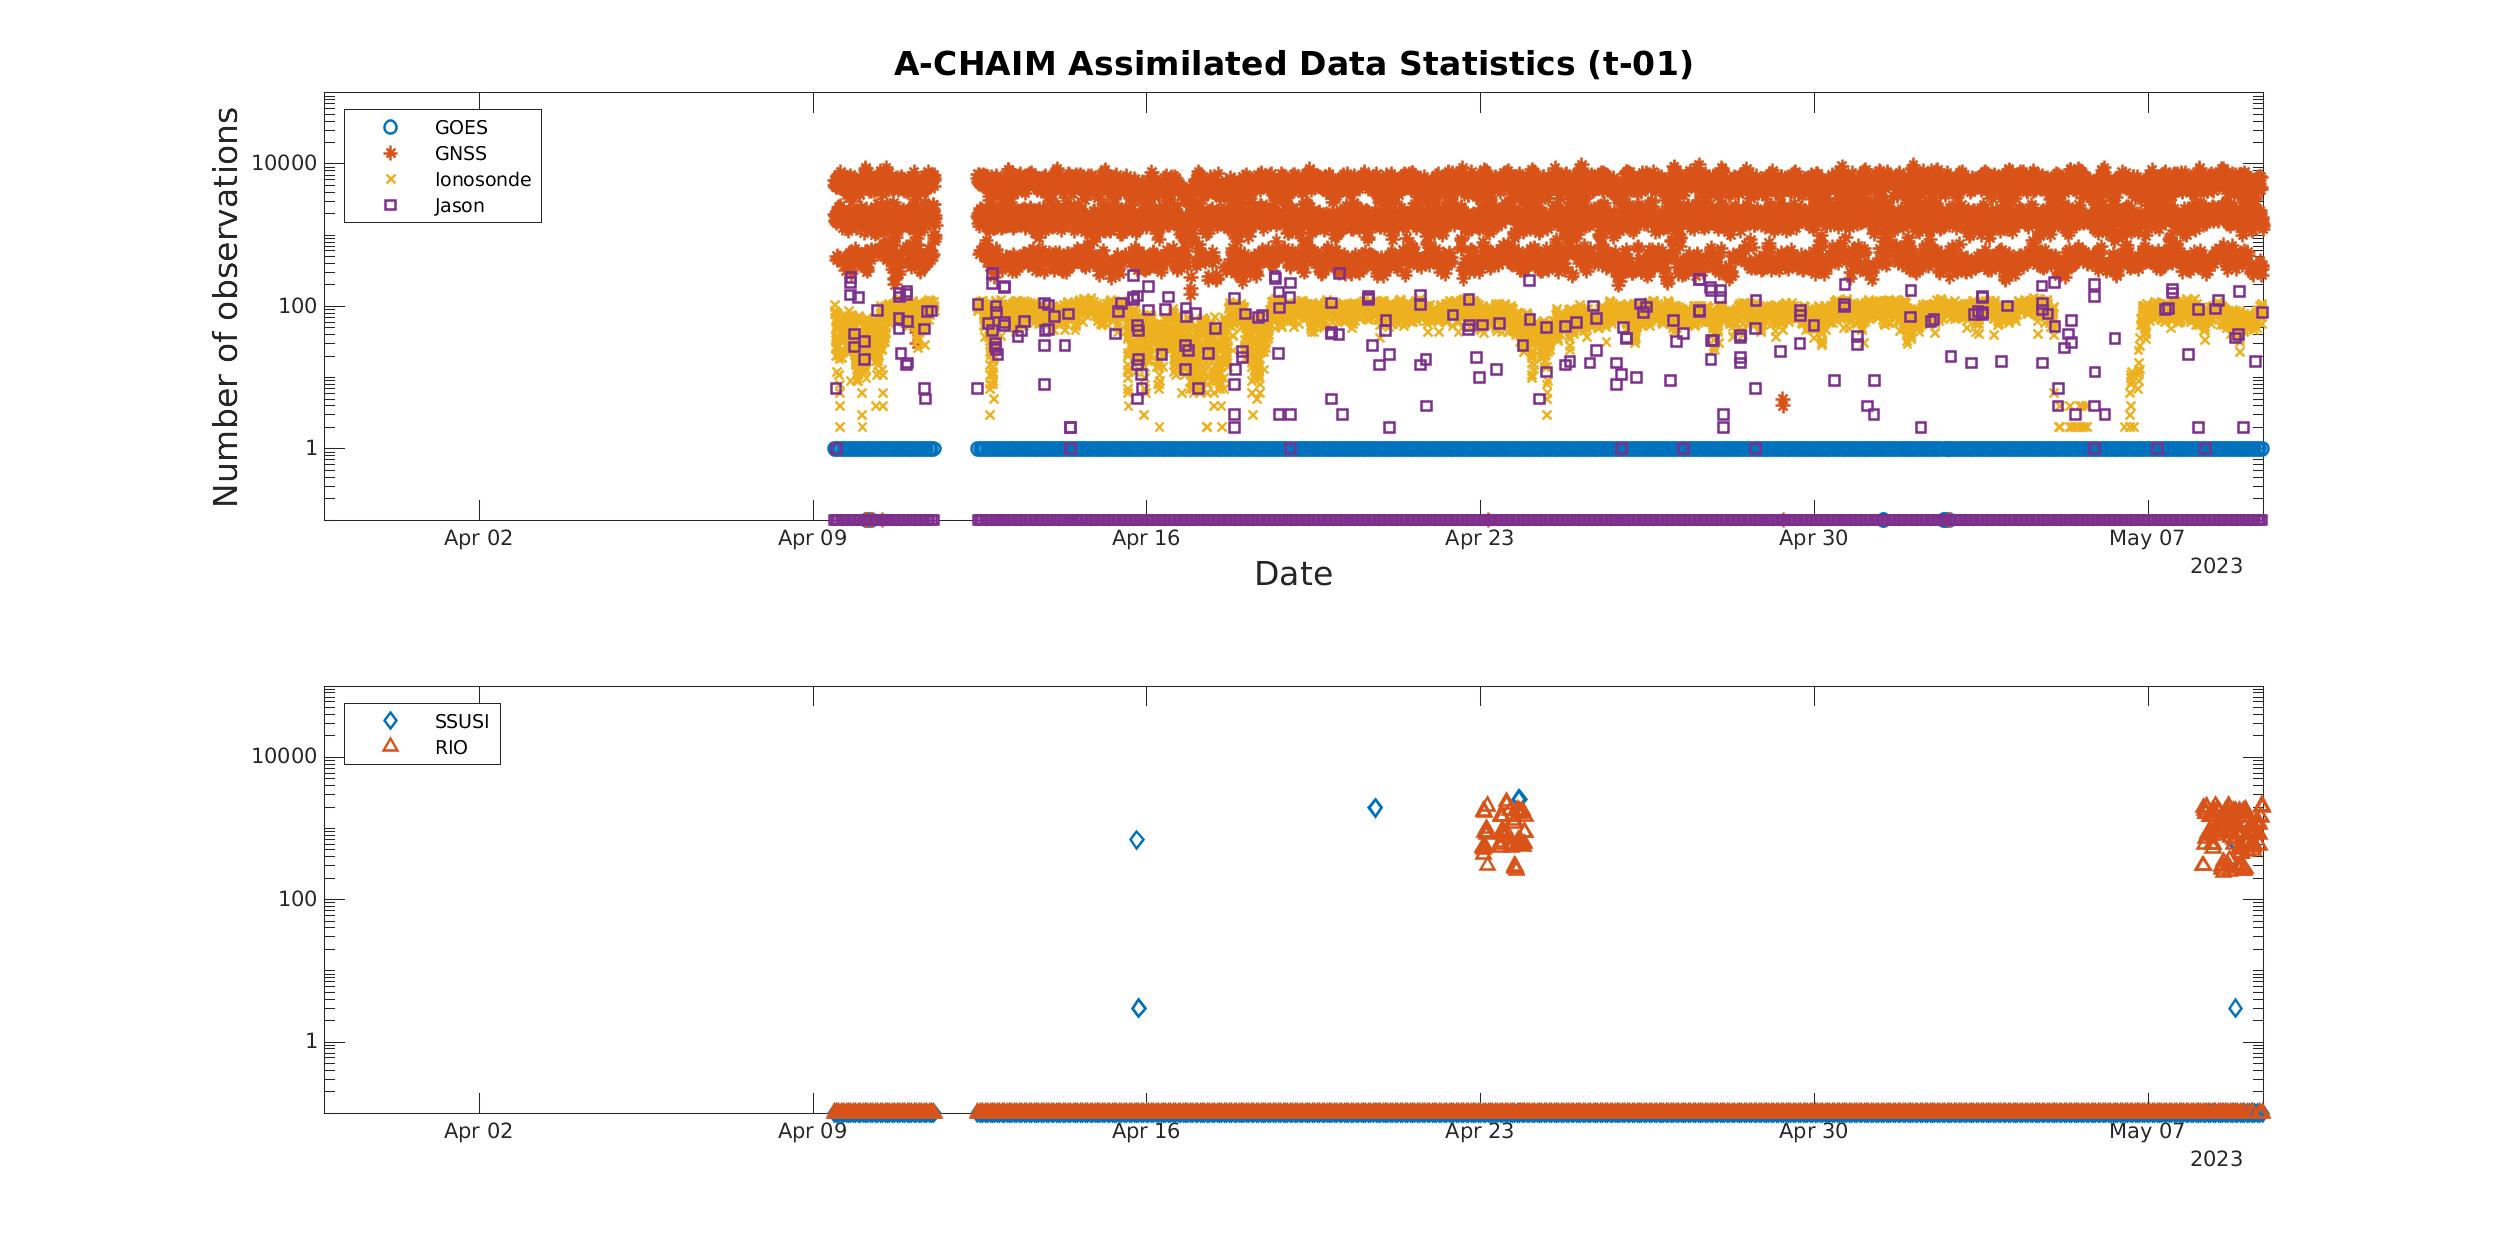 A-CHAIM Assimilated Data Statistics (t-01)
Number of observations
10000
100
1
GOES
GNSS
Ionosonde
Jason
Apr 02
Apr 09
Apr 16
Apr 23
Apr 30
May 07
2023
Date
10000
100
1
SSUSI
RIO
Apr 02
Apr 09
Apr 16
Apr 23
Apr 30
May 07
2023